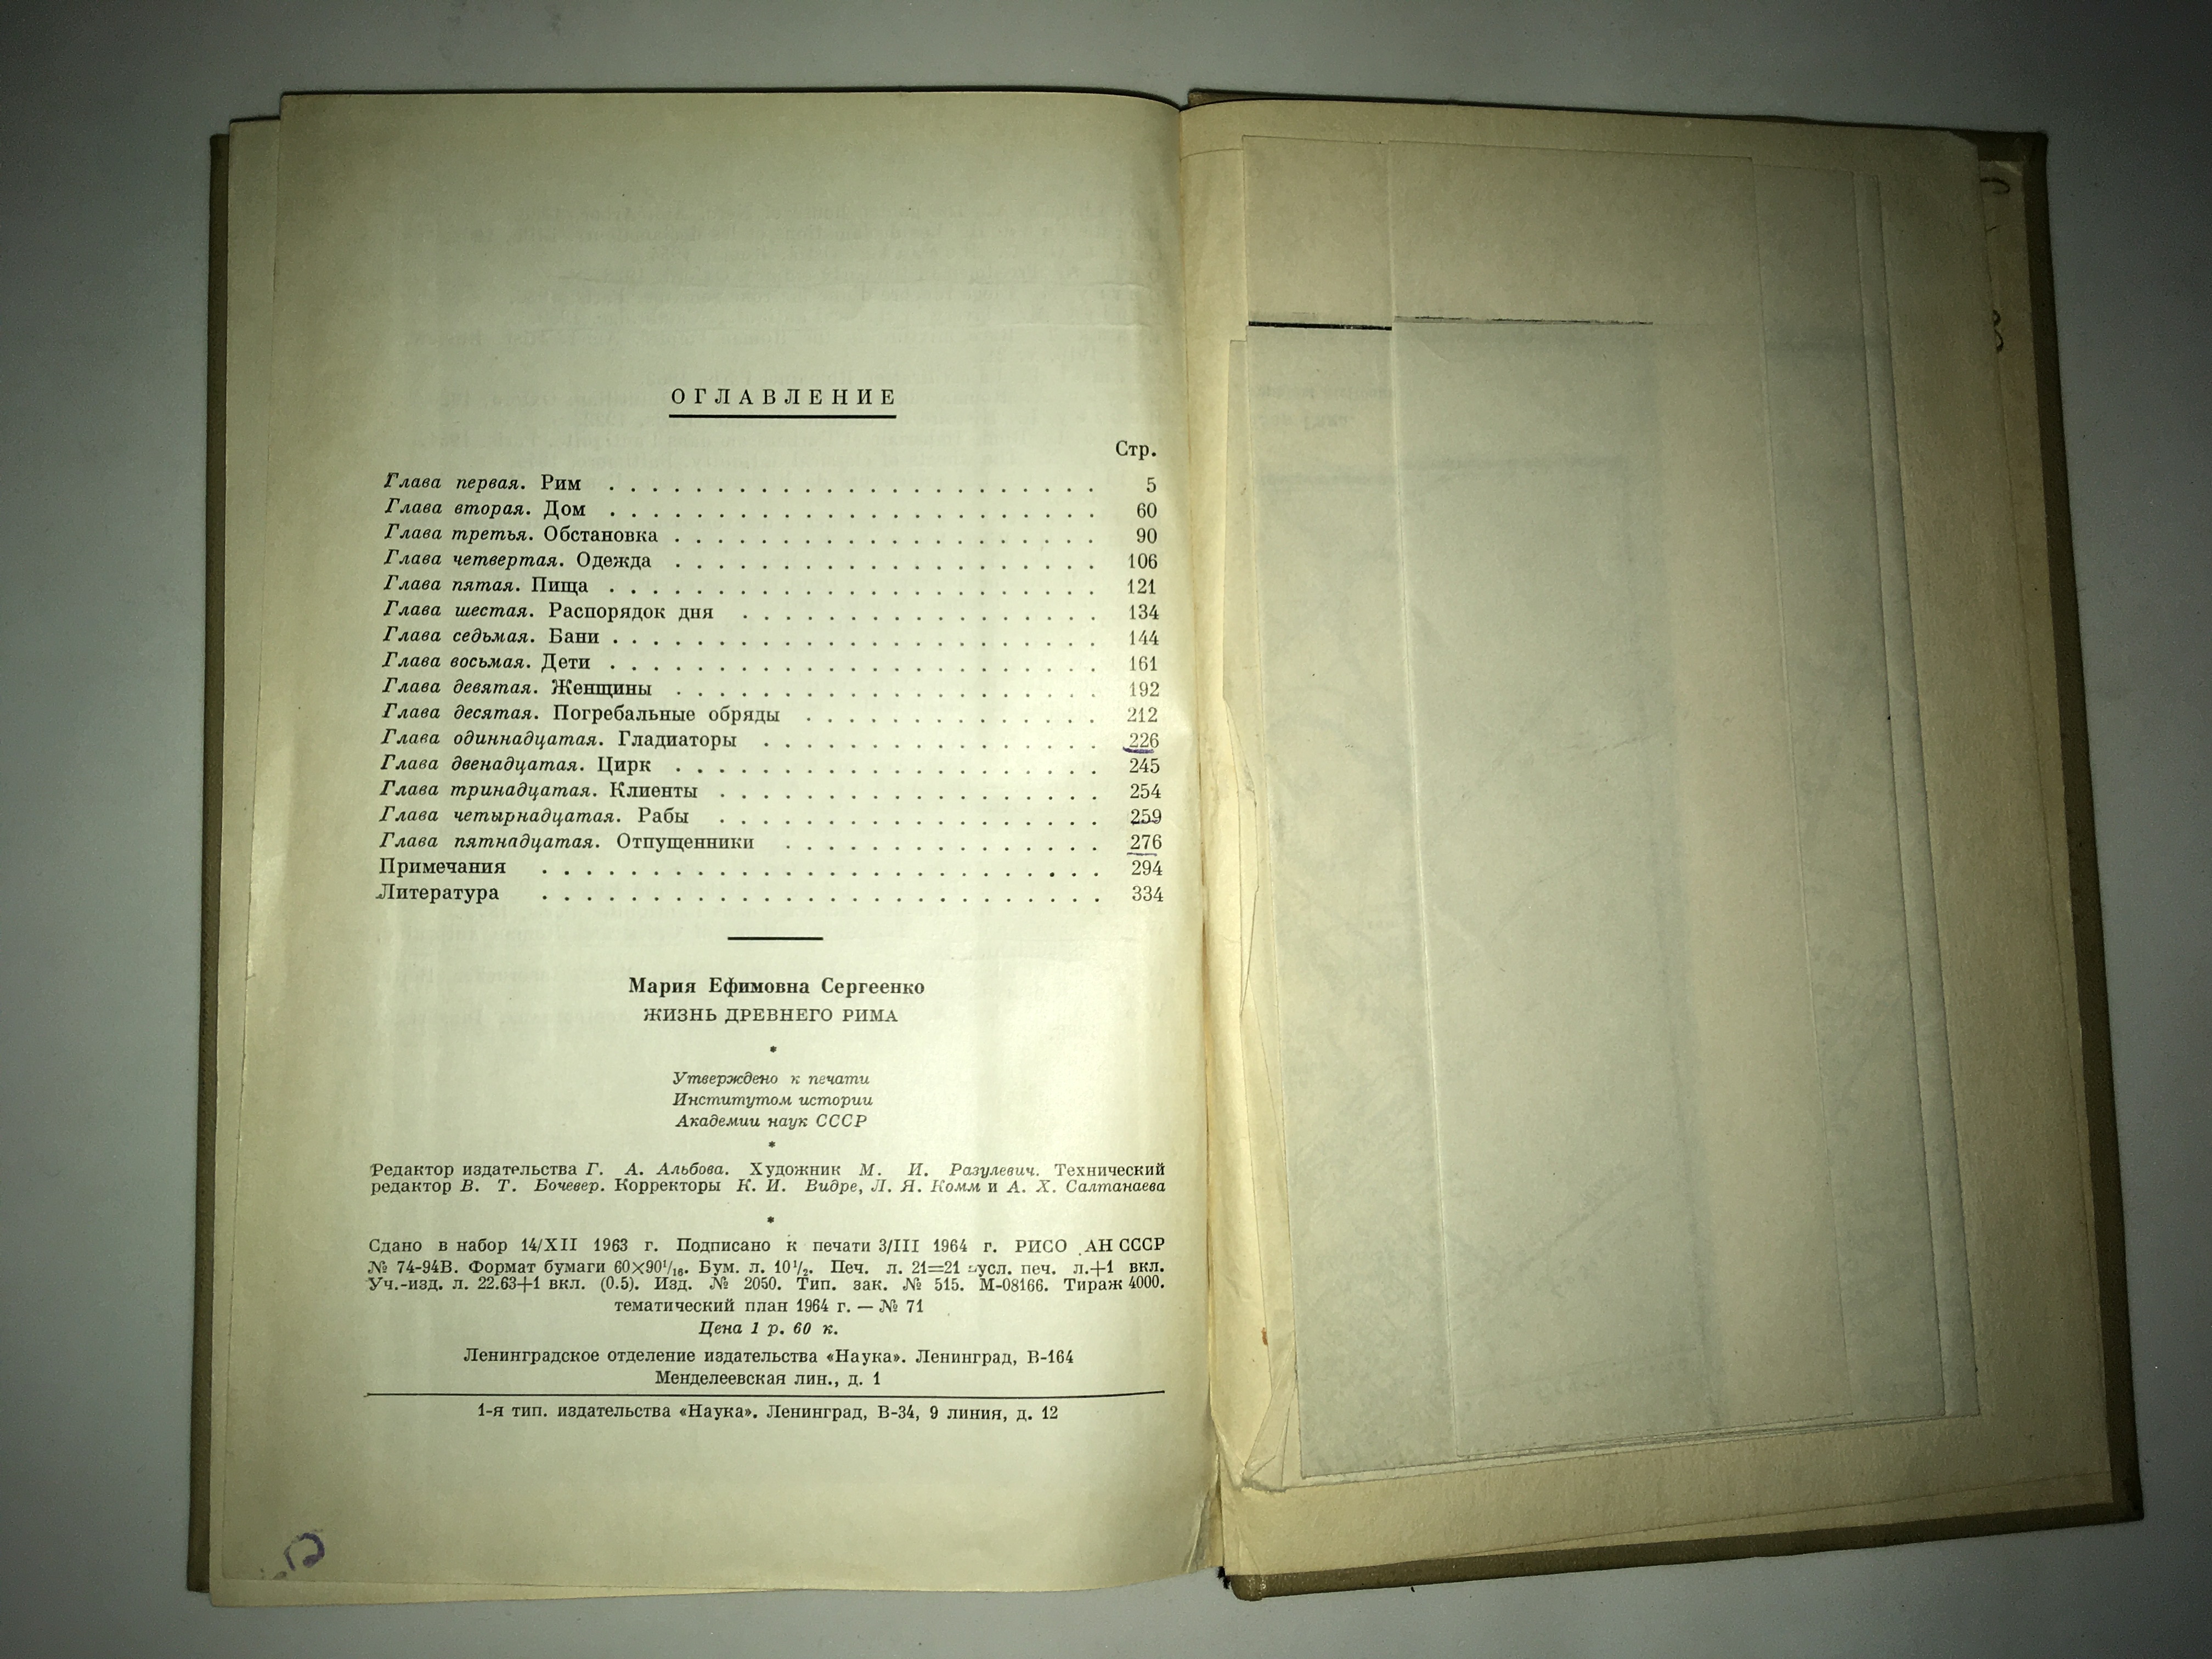 ОГЛАВЛЕНИЕ
Стр.
Глава первая. Рим . . . . . . . . . . . . . . . . . . . . . . . 5
Глава вторая. Дом . . . . . . . . . . . . . . . . . . . . . . . 60
Глава третья. Обстановка . . . . . . . . . . . . . . . . . . . . 90
Глава четвертая. Одежда . . . . . . . . . . . . . . . . . . . . 106
Глава пятая. Пища . . . . . . . . . . . . . . . . . . . . . . . 121
Глава шестая. Распорядок дня . . . . . . . . . . . . . . . . . 134
Глава седьмая. Бани . . . . . . . . . . . . . . . . . . . . . . 144
Глава восьмая. Дети . . . . . . . . . . . . . . . . . . . . . . 161
Глава девятая. Женщины . . . . . . . . . . . . . . . . . . . . 192
Глава десятая. Погребальные обряды . . . . . . . . . . . . . . 212
Глава одиннадцатая. Гладиаторы . . . . . . . . . . . . . . . . 226
Глава двенадцатая. Цирк . . . . . . . . . . . . . . . . . . . . 245
Глава тринадцатая. Клиенты . . . . . . . . . . . . . . . . . . 254
Глава четырнадцатая. Рабы . . . . . . . . . . . . . . . . . . 259
Глава пятнадцатая. Отпущенники . . . . . . . . . . . . . . . 276
Примечания . . . . . . . . . . . . . . . . . . . . . . . . . . 294
Литература . . . . . . . . . . . . . . . . . . . . . . . . . . 334
Мария Ефимовна Сергеенко
ЖИЗНЬ ДРЕВНЕГО РИМА
*
Утверждено к печати
Институтом истории
Академии наук СССР
*
Редактор издательства Г. А. Альбова. Художник М. И. Разулевич. Технический
редактор В. Т. Бочевер. Корректоры К. И. Видре, Л. Я. Комм и А. Х. Салтанаева
*
Сдано в набор 14/XII 1963 г. Подписано к печати 3/III 1964 г. РИСО АН СССР
№ 74-94В. Формат бумаги 60×90¹/₁₆. Бум. л. 10¹/₂. Печ. л. 21=21 усл. печ. л.+1 вкл.
Уч.-изд. л. 22.63+1 вкл. (0.5). Изд. № 2050. Тип. зак. № 515. М-08166. Тираж 4000.
тематический план 1964 г. — № 71
Цена 1 р. 60 к.
Ленинградское отделение издательства «Наука». Ленинград, В-164
Менделеевская лин., д. 1
1-я тип. издательства «Наука». Ленинград, В-34, 9 линия, д. 12